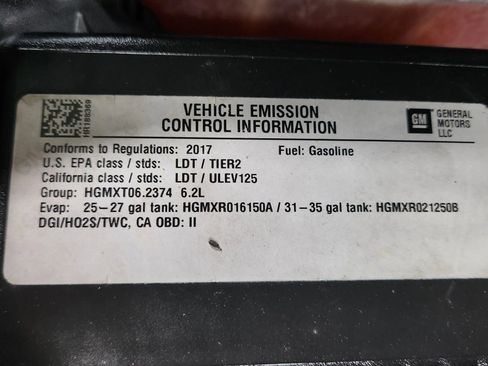 HR188369
VEHICLE EMISSION
CONTROL INFORMATION
GM
GENERAL
MOTORS
LLC
Conforms to Regulations: 2017 Fuel: Gasoline
U.S. EPA class / stds: LDT / TIER2
California class / stds: LDT / ULEV125
Group: HGMXT06.2374 6.2L
Evap: 25-27 gal tank: HGMXR016150A / 31-35 gal tank: HGMXR021250B
DGI/HO2S/TWC, CA OBD: II